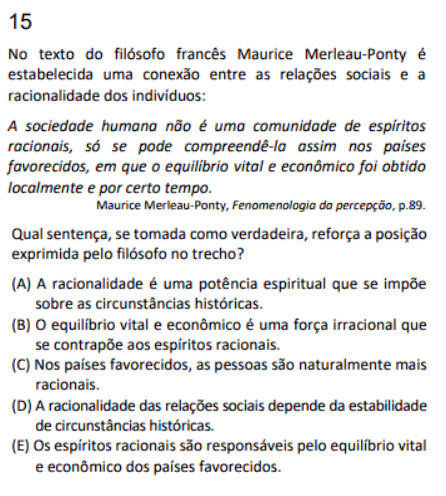 15
No texto do filósofo francês Maurice Merleau-Ponty é
estabelecida uma conexão entre as relações sociais e a
racionalidade dos indivíduos:
A sociedade humana não é uma comunidade de espíritos
racionais, só se pode compreendê-la assim nos países
favorecidos, em que o equilíbrio vital e econômico foi obtido
localmente e por certo tempo.
Maurice Merleau-Ponty, Fenomenologia da percepção, p.89.
Qual sentença, se tomada como verdadeira, reforça a posição
exprimida pelo filósofo no trecho?
(A) A racionalidade é uma potência espiritual que se impõe
sobre as circunstâncias históricas.
(B) O equilíbrio vital e econômico é uma força irracional que
se contrapõe aos espíritos racionais.
(C) Nos países favorecidos, as pessoas são naturalmente mais
racionais.
(D) A racionalidade das relações sociais depende da estabilidade
de circunstâncias históricas.
(E) Os espíritos racionais são responsáveis pelo equilíbrio vital
e econômico dos países favorecidos.